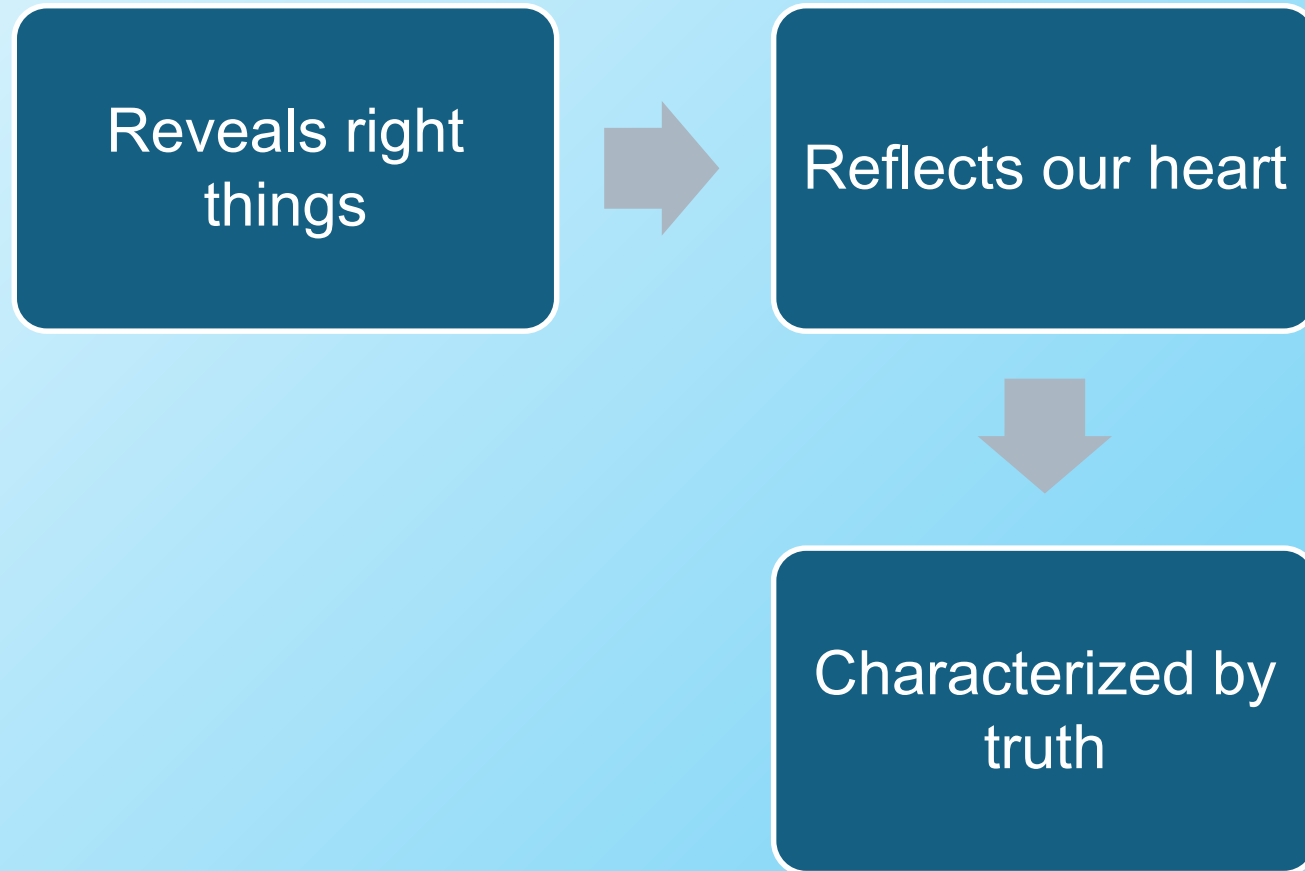 Reveals right
things
Reflects our heart
Characterized by
truth